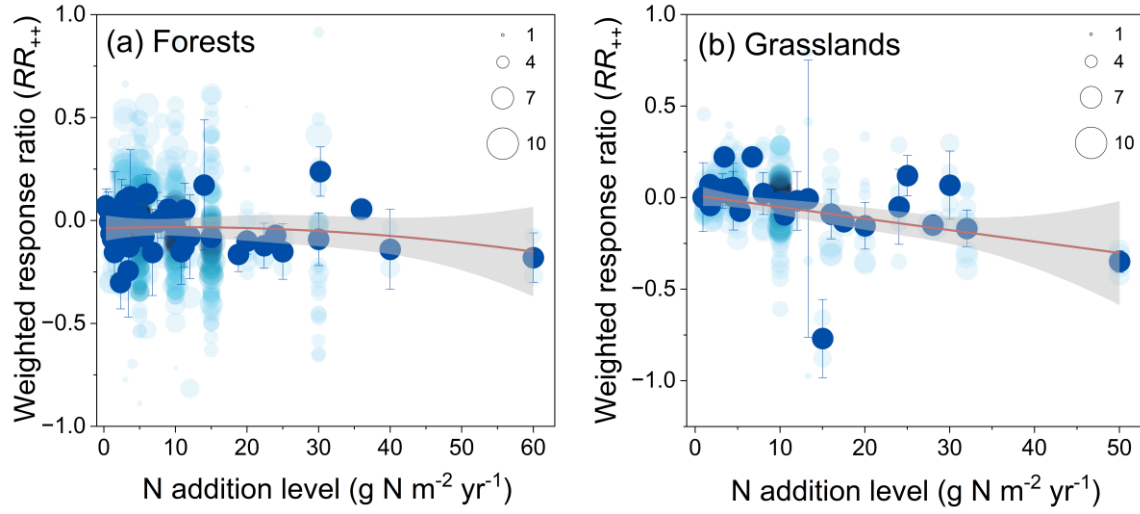 (a) Forests
1
4
7
10
1.0
0.5
0.0
−0.5
−1.0
Weighted response ratio (RR₊₊)
0 10 20 30 40 50 60
N addition level (g N m⁻² yr⁻¹)
(b) Grasslands
1
4
7
10
1.0
0.5
0.0
−0.5
−1.0
Weighted response ratio (RR₊₊)
0 10 20 30 40 50
N addition level (g N m⁻² yr⁻¹)